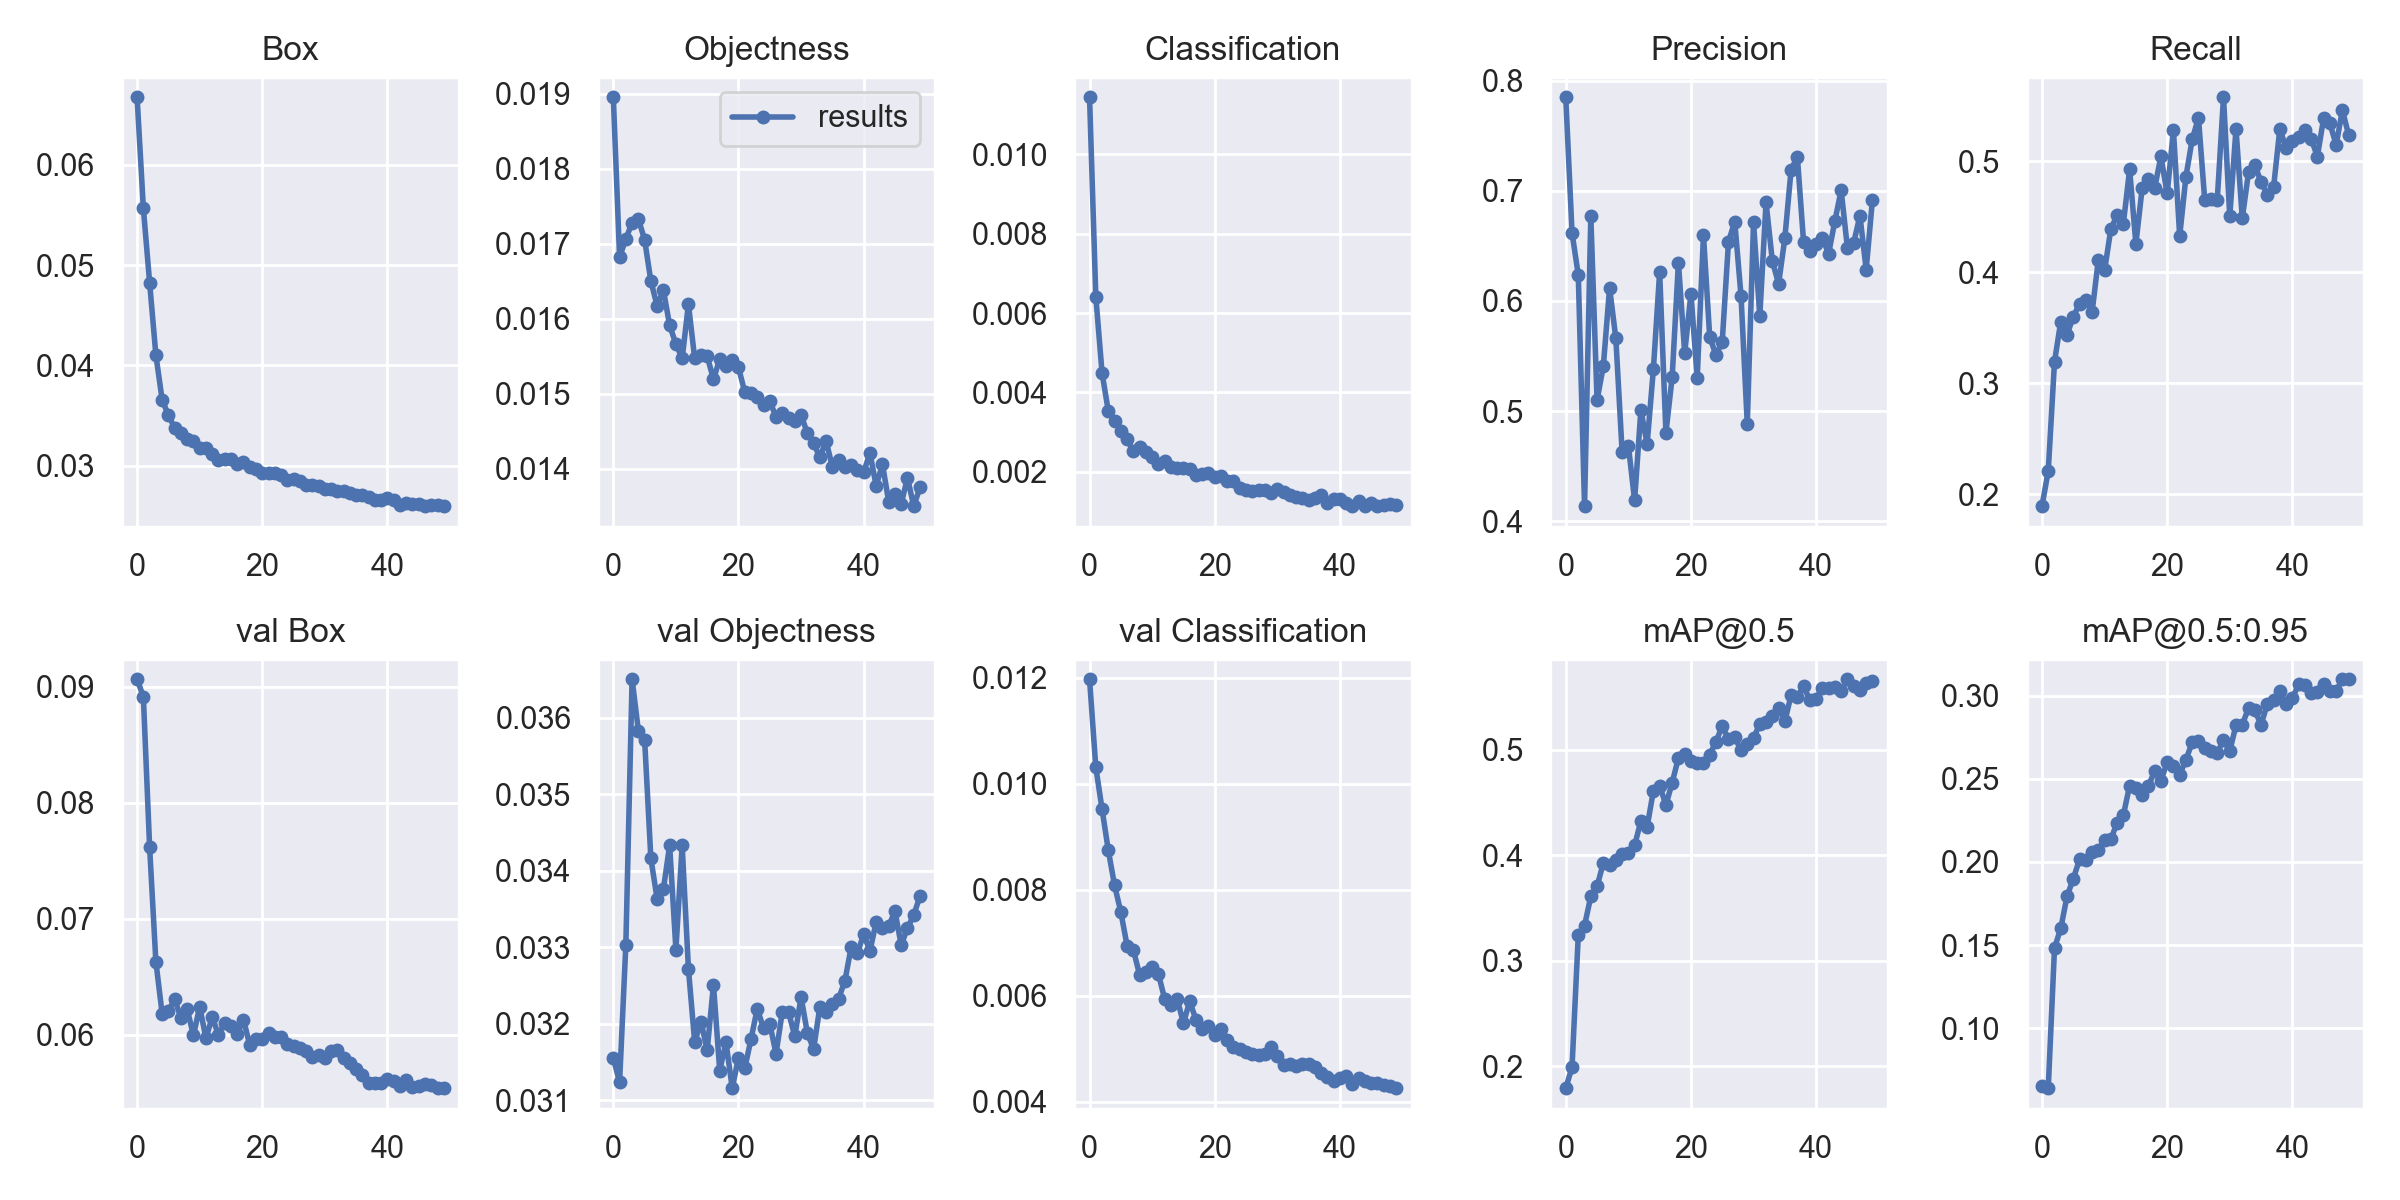 Box
Objectness
Classification
Precision
Recall
0.06
0.05
0.04
0.03
0 20 40
results
0.019
0.018
0.017
0.016
0.015
0.014
0 20 40
0.010
0.008
0.006
0.004
0.002
0 20 40
0.8
0.7
0.6
0.5
0.4
0 20 40
0.5
0.4
0.3
0.2
0 20 40
val Box
val Objectness
val Classification
mAP@0.5
mAP@0.5:0.95
0.09
0.08
0.07
0.06
0 20 40
0.036
0.035
0.034
0.033
0.032
0.031
0 20 40
0.012
0.010
0.008
0.006
0.004
0 20 40
0.5
0.4
0.3
0.2
0 20 40
0.30
0.25
0.20
0.15
0.10
0 20 40